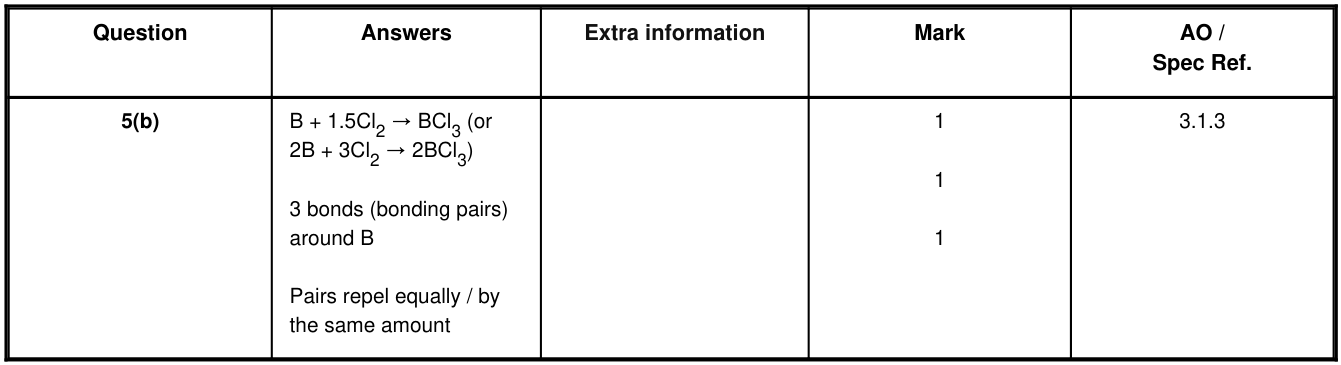 Question Answers Extra information Mark AO /
Spec Ref.
5(b) B + 1.5Cl₂ → BCl₃ (or 1 3.1.3
2B + 3Cl₂ → 2BCl₃)
1
3 bonds (bonding pairs)
around B 1
Pairs repel equally / by
the same amount